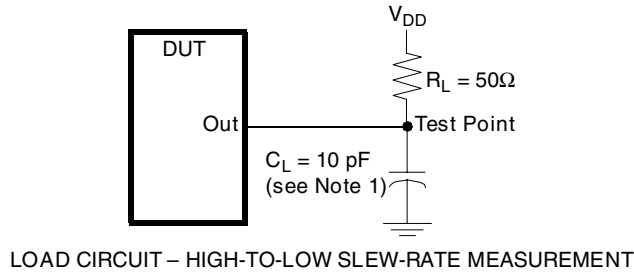 V_DD
DUT
R_L = 50Ω
Out
Test Point
C_L = 10 pF
(see Note 1)
LOAD CIRCUIT – HIGH-TO-LOW SLEW-RATE MEASUREMENT